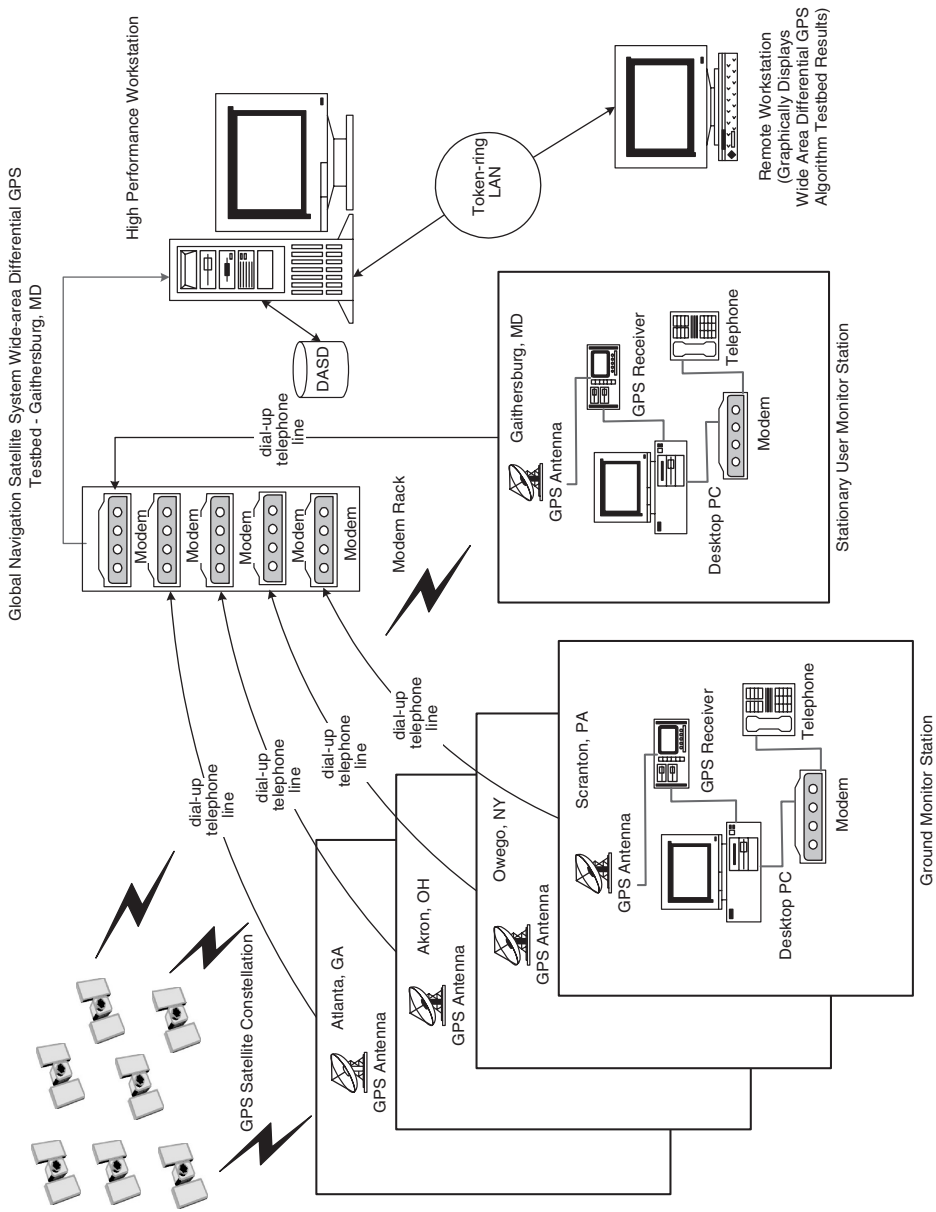 Global Navigation Satellite System Wide-area Differential GPS
Testbed - Gaithersburg, MD
High Performance Workstation
DASD
Token-ring
LAN
Remote Workstation
(Graphically Displays
Wide Area Differential GPS
Algorithm Testbed Results)
Modem
Modem
Modem
Modem
Modem
Modem Rack
dial-up
telephone
line
dial-up
telephone
line
dial-up
telephone
line
dial-up
telephone
line
dial-up
telephone
line
GPS Satellite Constellation
Atlanta, GA
GPS Antenna
Akron, OH
GPS Antenna
Owego, NY
GPS Antenna
Scranton, PA
GPS Antenna
GPS Receiver
Desktop PC
Modem
Telephone
Ground Monitor Station
Gaithersburg, MD
GPS Antenna
GPS Receiver
Desktop PC
Modem
Telephone
Stationary User Monitor Station